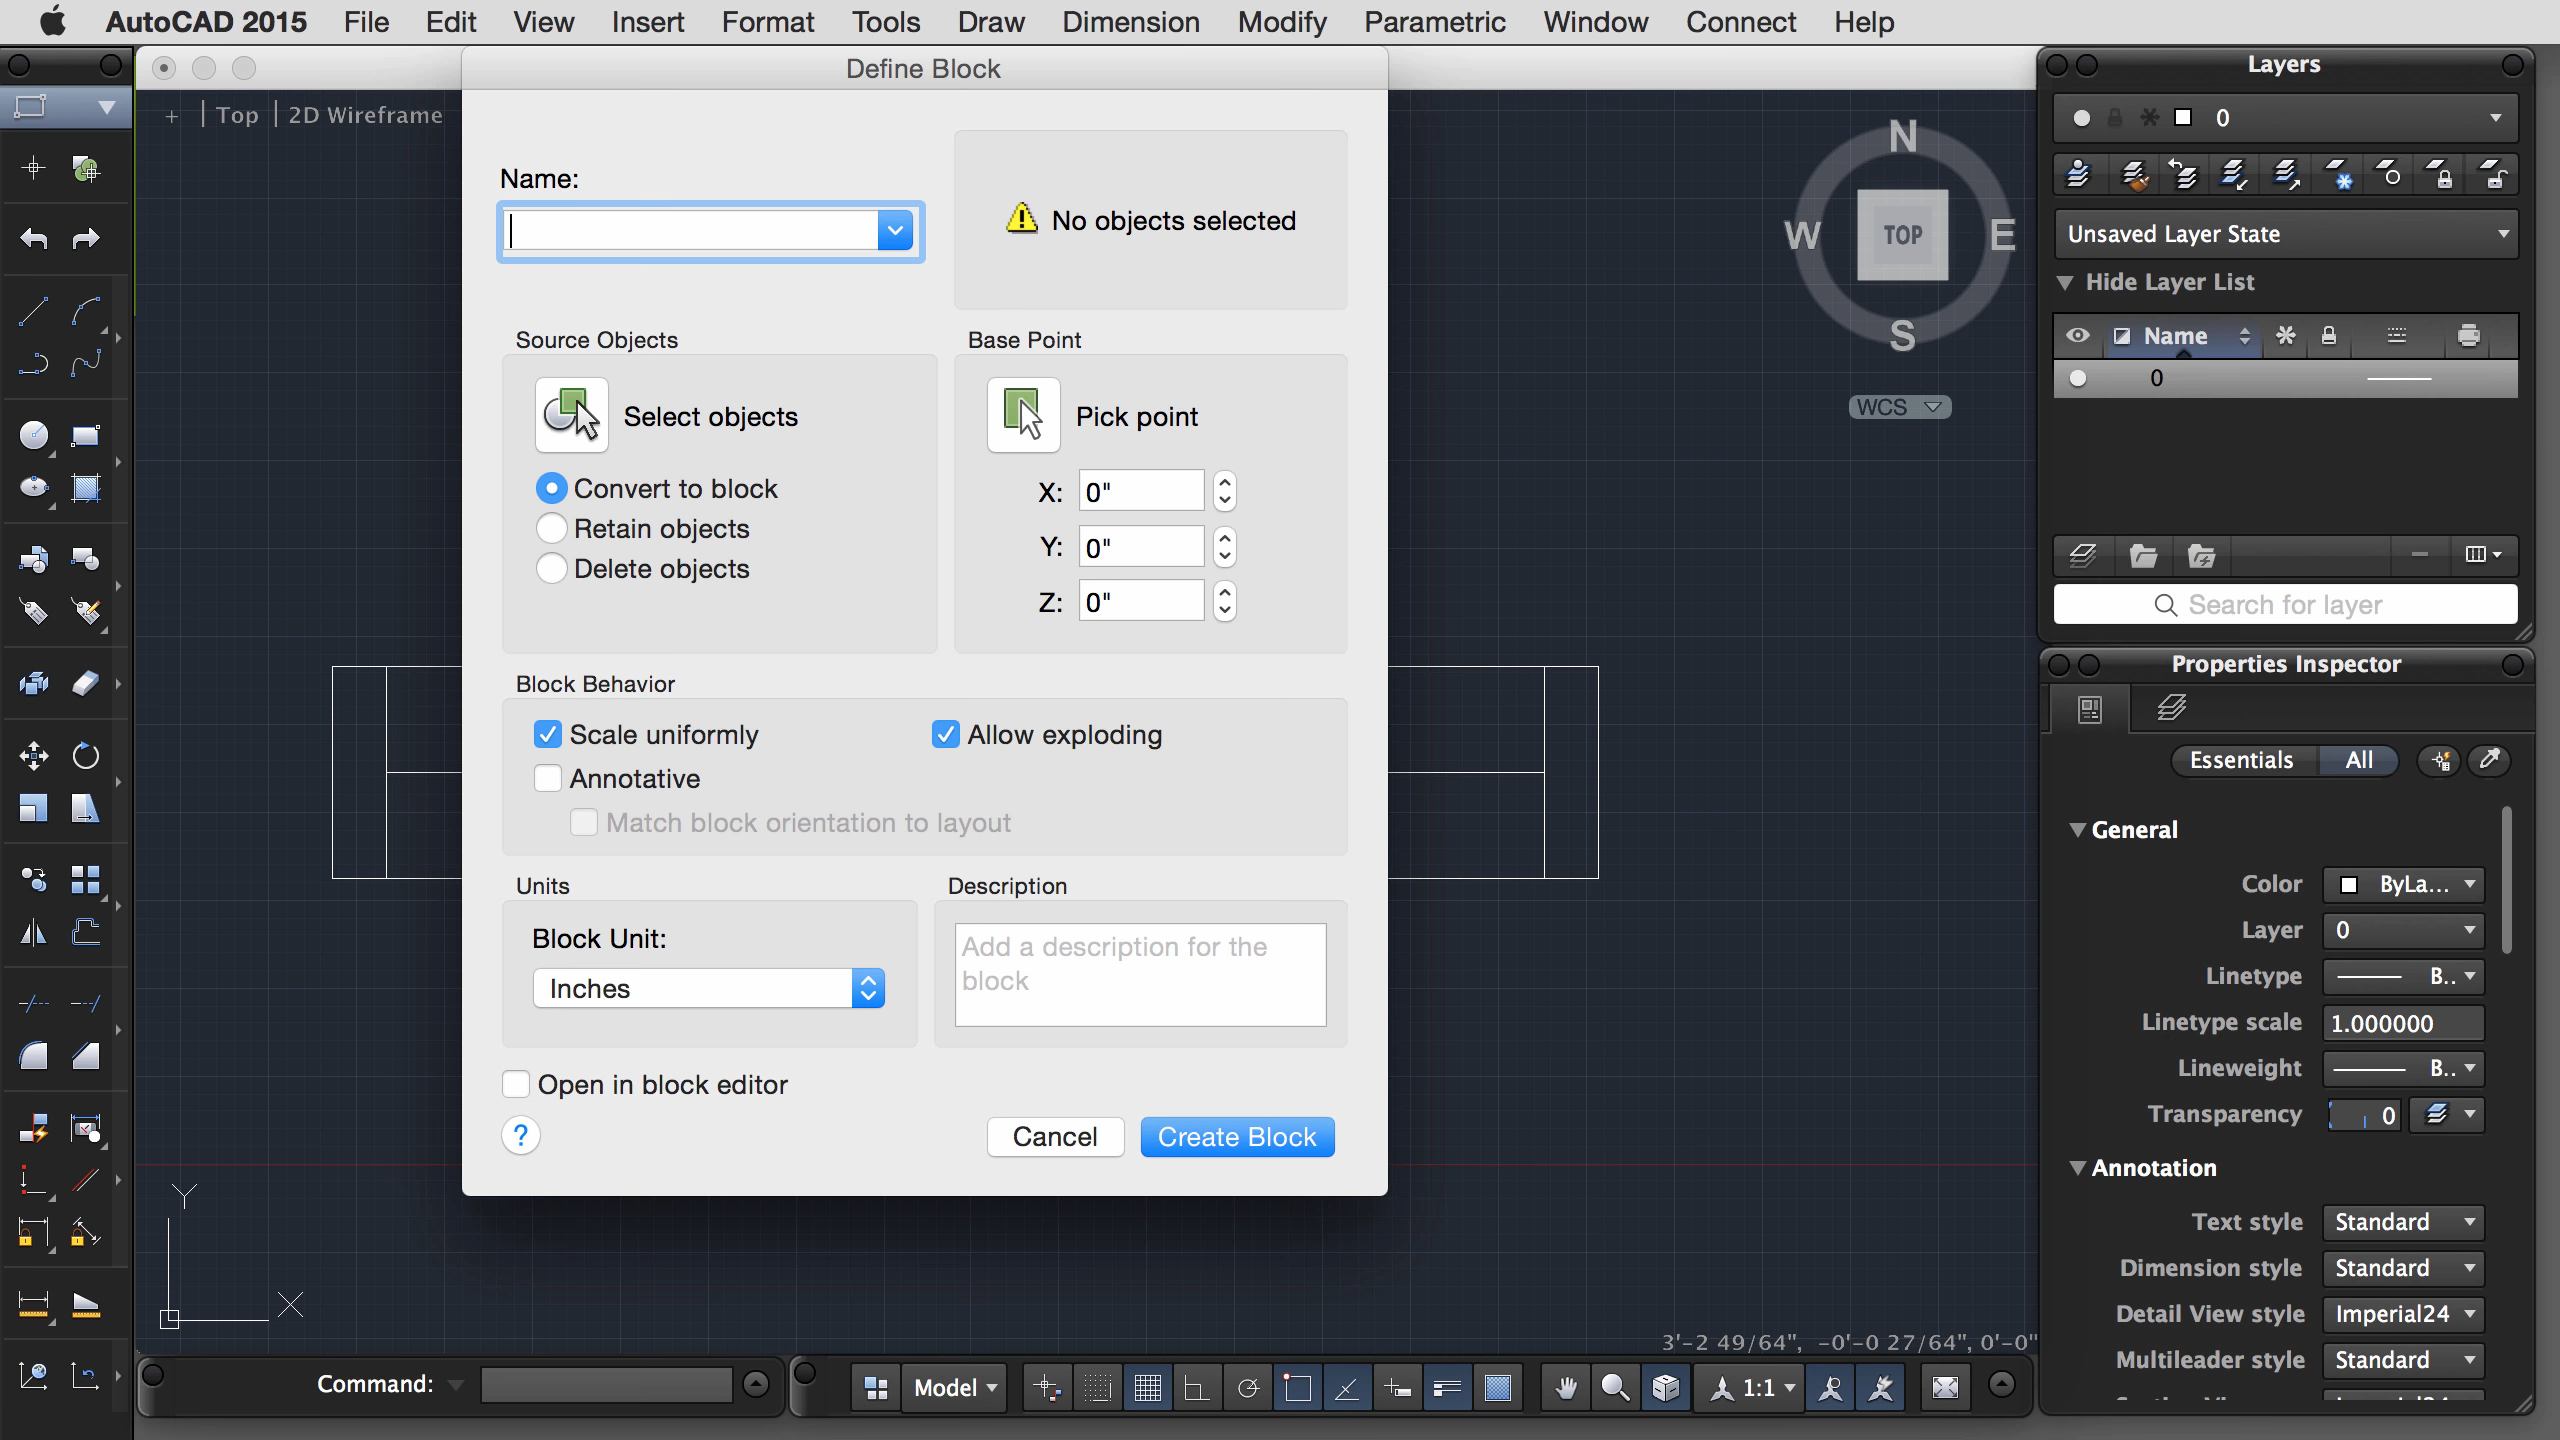 AutoCAD 2015 File Edit View Insert Format Tools Draw Dimension Modify Parametric Window Connect Help
Define Block
+ | Top | 2D Wireframe
Name:
No objects selected
Source Objects
Select objects
Convert to block
Retain objects
Delete objects
Base Point
Pick point
X: 0"
Y: 0"
Z: 0"
Block Behavior
Scale uniformly
Allow exploding
Annotative
Match block orientation to layout
Units
Block Unit:
Inches
Description
Add a description for the
block
Open in block editor
?
Cancel
Create Block
N
W TOP E
S
WCS
Y
X
3'-2 49/64", -0'-0 27/64", 0'-0"
Command:
Model
1:1
Layers
0
Unsaved Layer State
Hide Layer List
Name
0
Search for layer
Properties Inspector
Essentials All
General
Color ByLa...
Layer 0
Linetype B..
Linetype scale 1.000000
Lineweight B..
Transparency 0
Annotation
Text style Standard
Dimension style Standard
Detail View style Imperial24
Multileader style Standard